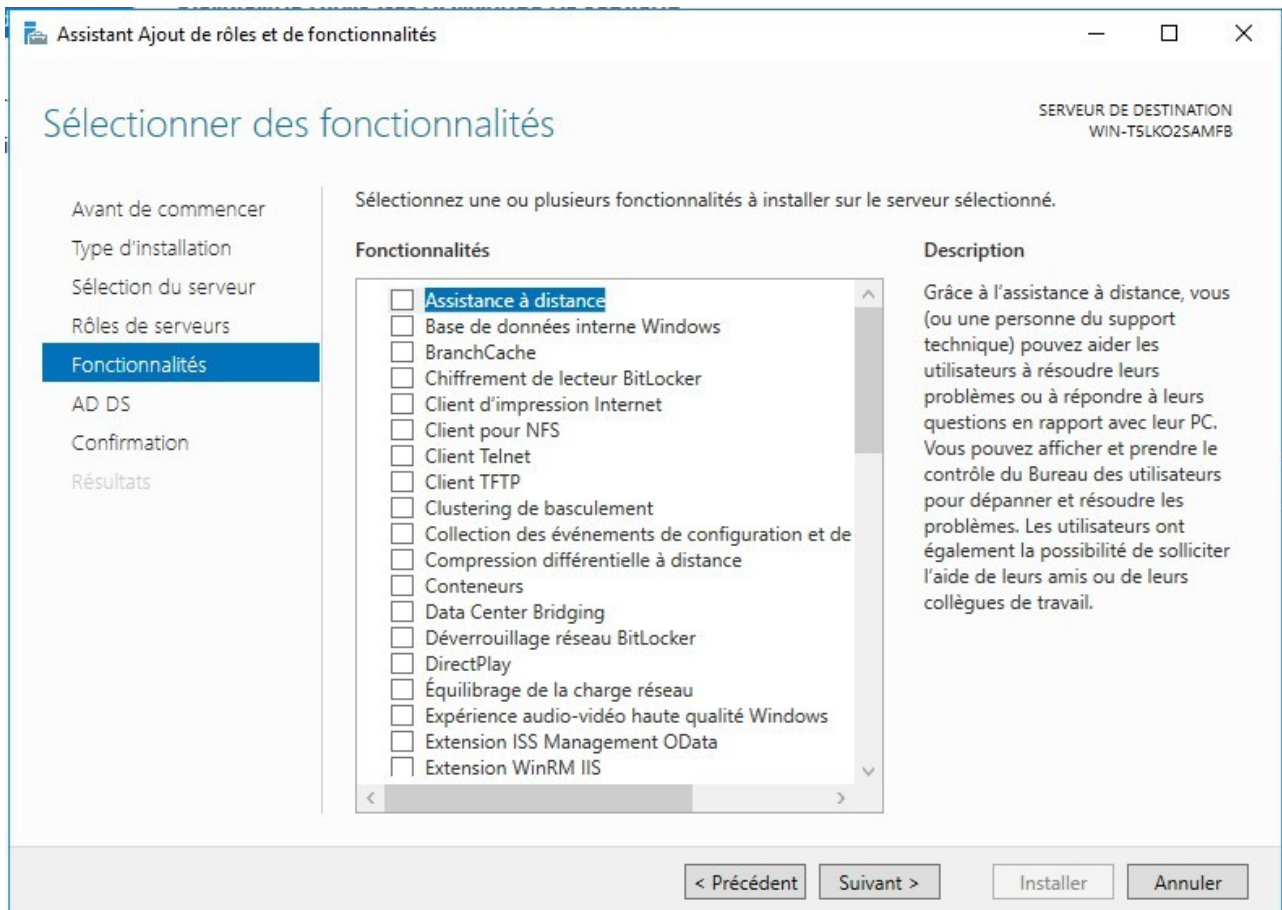 Assistant Ajout de rôles et de fonctionnalités
Sélectionner des fonctionnalités
SERVEUR DE DESTINATION
WIN-T5LKO2SAMFB
Avant de commencer
Type d'installation
Sélection du serveur
Rôles de serveurs
Fonctionnalités
AD DS
Confirmation
Résultats
Sélectionnez une ou plusieurs fonctionnalités à installer sur le serveur sélectionné.
Fonctionnalités
Assistance à distance
Base de données interne Windows
BranchCache
Chiffrement de lecteur BitLocker
Client d'impression Internet
Client pour NFS
Client Telnet
Client TFTP
Clustering de basculement
Collection des événements de configuration et de
Compression différentielle à distance
Conteneurs
Data Center Bridging
Déverrouillage réseau BitLocker
DirectPlay
Équilibrage de la charge réseau
Expérience audio-vidéo haute qualité Windows
Extension ISS Management OData
Extension WinRM IIS
Description
Grâce à l'assistance à distance, vous
(ou une personne du support
technique) pouvez aider les
utilisateurs à résoudre leurs
problèmes ou à répondre à leurs
questions en rapport avec leur PC.
Vous pouvez afficher et prendre le
contrôle du Bureau des utilisateurs
pour dépanner et résoudre les
problèmes. Les utilisateurs ont
également la possibilité de solliciter
l'aide de leurs amis ou de leurs
collègues de travail.
< Précédent
Suivant >
Installer
Annuler